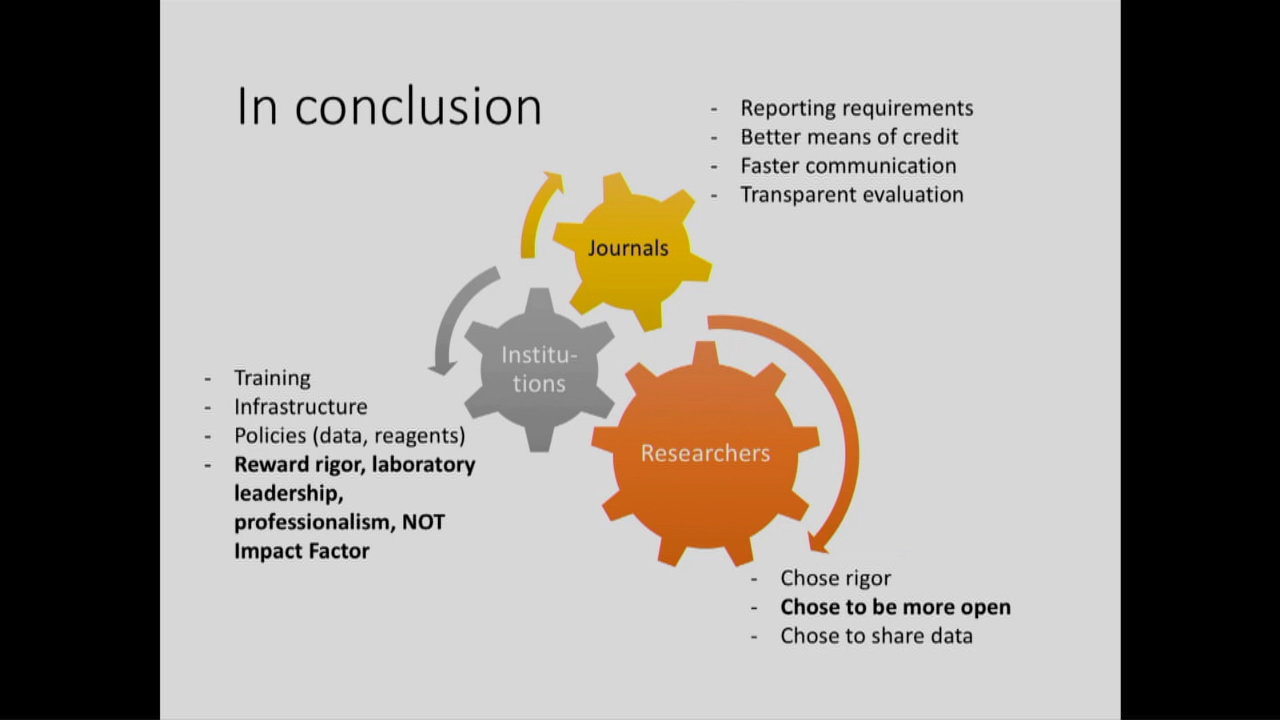 In conclusion
- Reporting requirements
- Better means of credit
- Faster communication
- Transparent evaluation
Journals
Institu-
tions
- Training
- Infrastructure
- Policies (data, reagents)
- Reward rigor, laboratory
leadership,
professionalism, NOT
Impact Factor
Researchers
- Chose rigor
- Chose to be more open
- Chose to share data